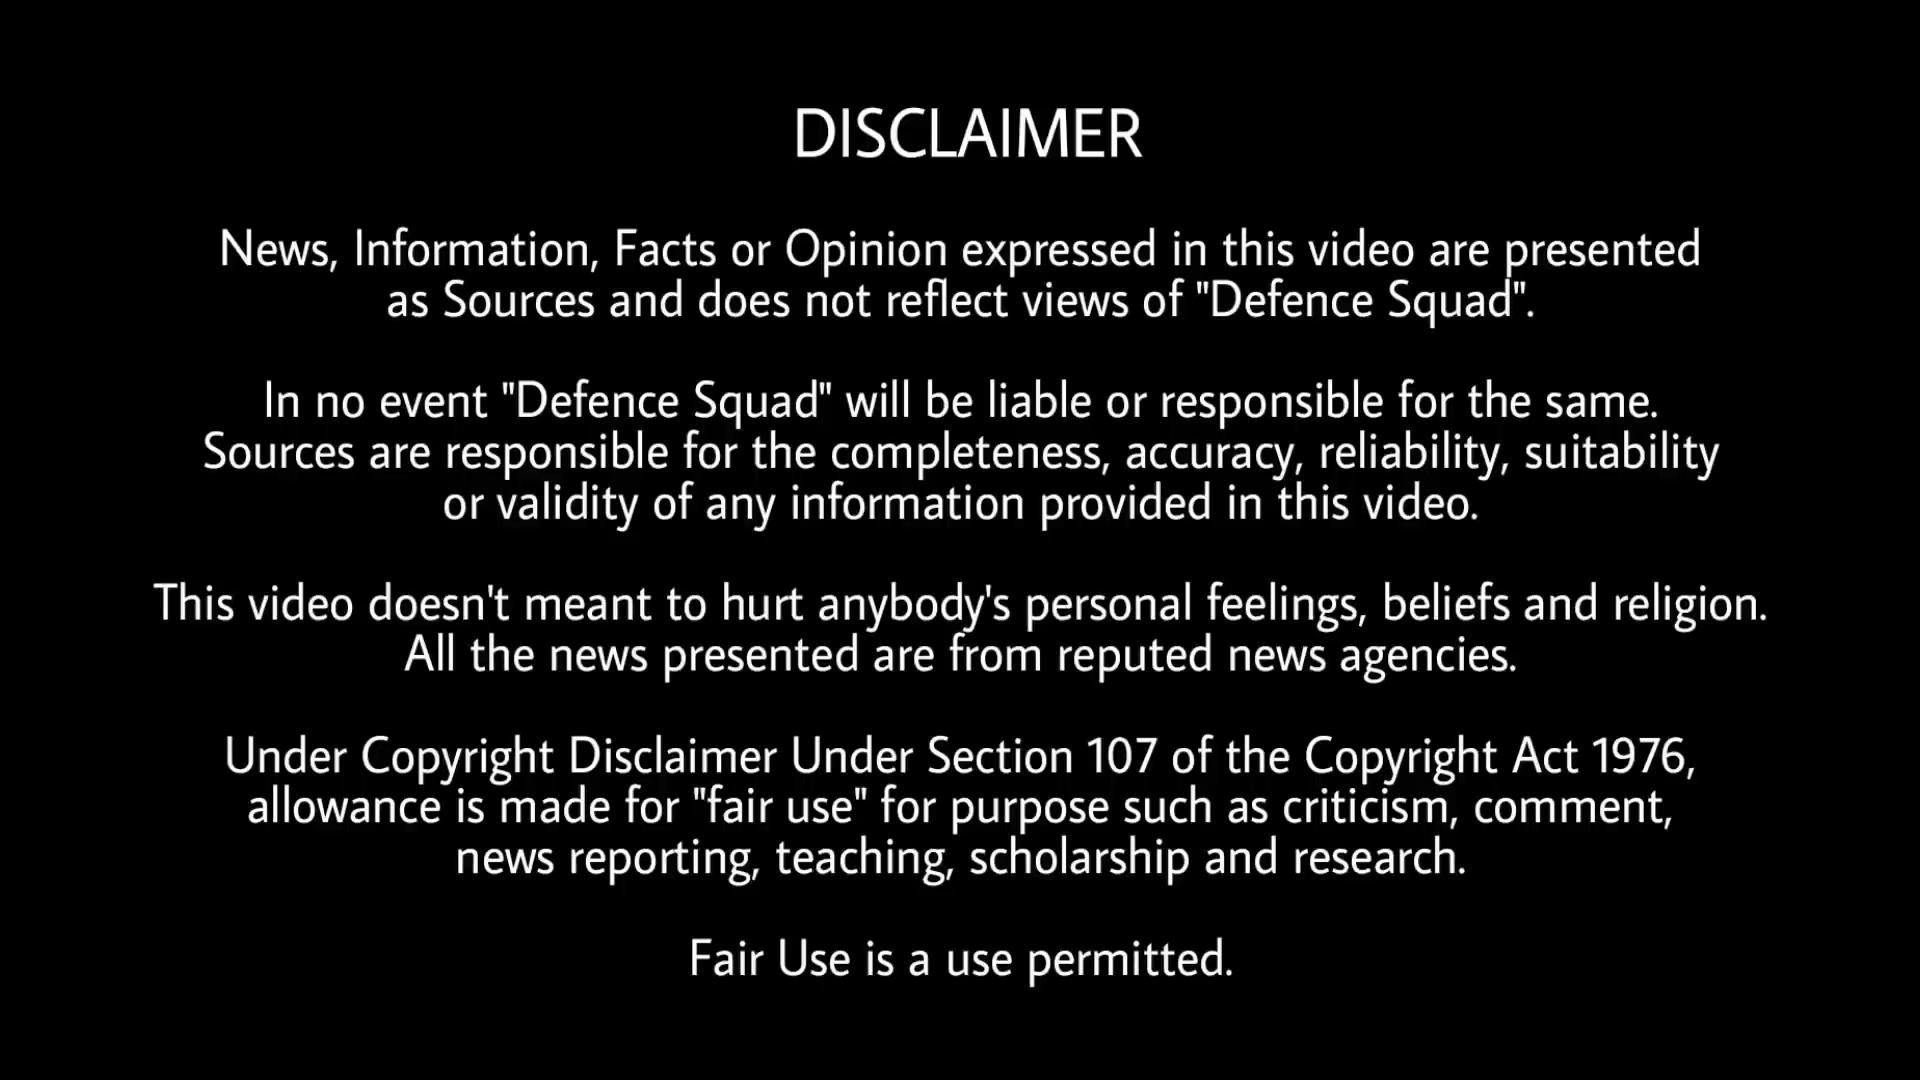 DISCLAIMER
News, Information, Facts or Opinion expressed in this video are presented
as Sources and does not reflect views of "Defence Squad".
In no event "Defence Squad" will be liable or responsible for the same.
Sources are responsible for the completeness, accuracy, reliability, suitability
or validity of any information provided in this video.
This video doesn't meant to hurt anybody's personal feelings, beliefs and religion.
All the news presented are from reputed news agencies.
Under Copyright Disclaimer Under Section 107 of the Copyright Act 1976,
allowance is made for "fair use" for purpose such as criticism, comment,
news reporting, teaching, scholarship and research.
Fair Use is a use permitted.